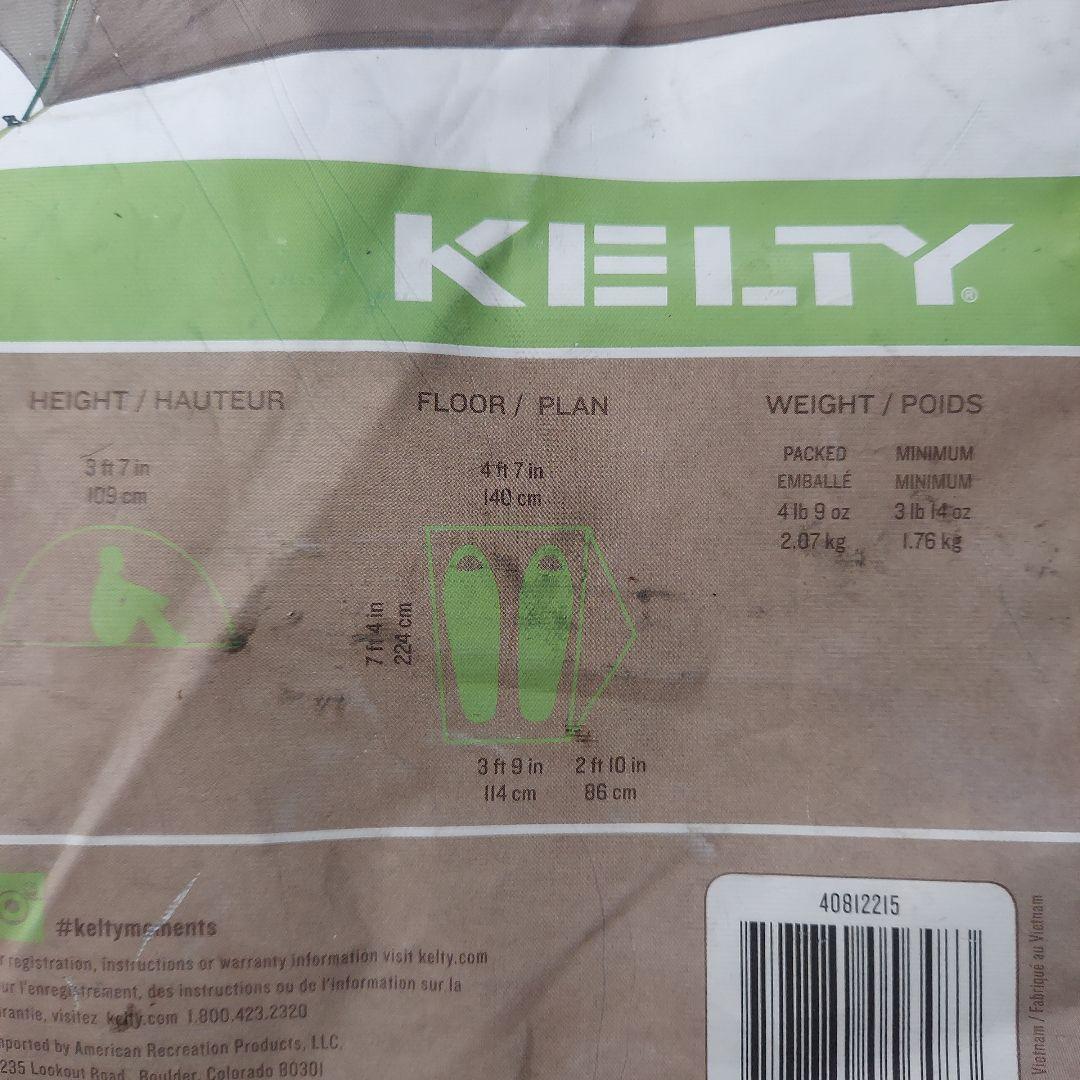 KELTY®
HEIGHT / HAUTEUR
3 ft 7 in
109 cm
FLOOR / PLAN
4 ft 7 in
140 cm
7 ft 4 in
224 cm
3 ft 9 in
114 cm
2 ft 10 in
86 cm
WEIGHT / POIDS
PACKED MINIMUM
EMBALLÉ MINIMUM
4 lb 9 oz 3 lb 14 oz
2.07 kg 1.76 kg
#keltymoments
registration, instructions or warranty information visit kelty.com
l'enregistrement, des instructions ou de l'information sur la
visitez kelty.com 1.800.423.2320
by American Recreation Products, LLC.
235 Lookout Road, Boulder, Colorado 80301
40812215
Vietnam / Fabriqué au Vietnam